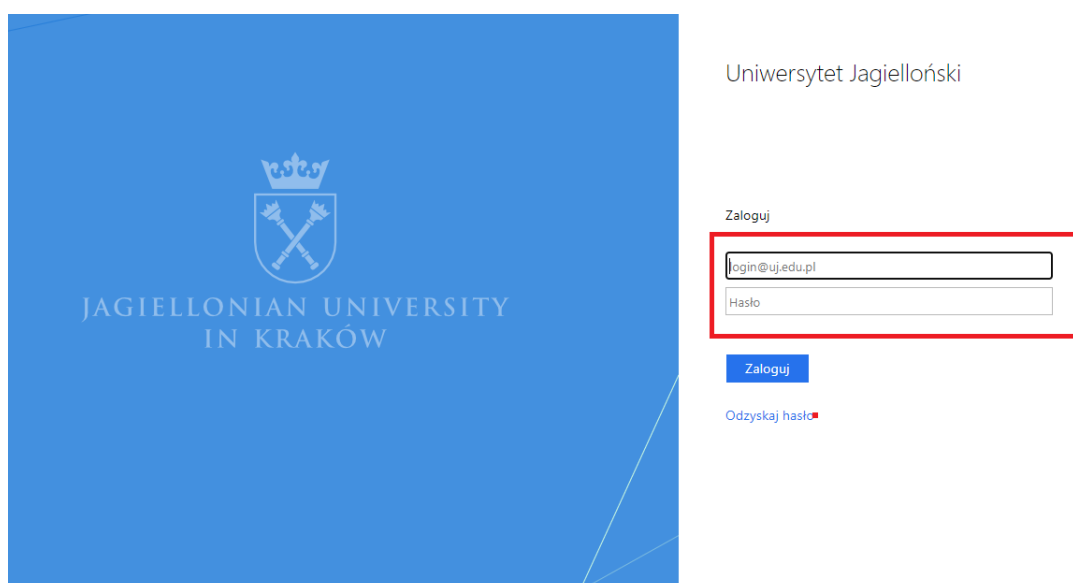 JAGIELLONIAN UNIVERSITY
IN KRAKÓW
Uniwersytet Jagielloński
Zaloguj
login@uj.edu.pl
Hasło
Zaloguj
Odzyskaj hasło